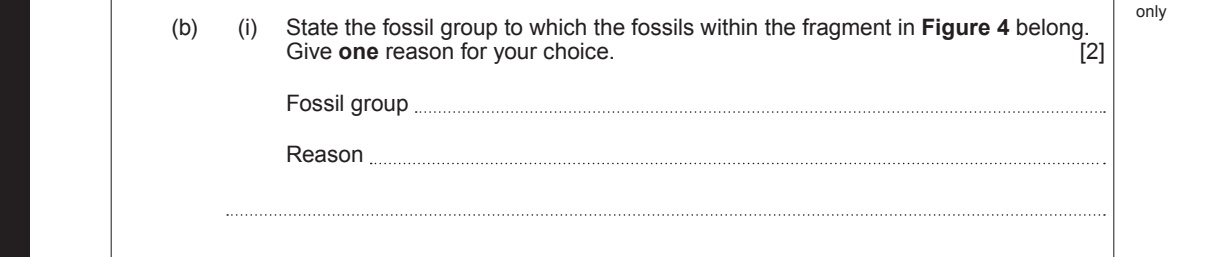 only
(b) (i) State the fossil group to which the fossils within the fragment in Figure 4 belong.
Give one reason for your choice. [2]
Fossil group
Reason